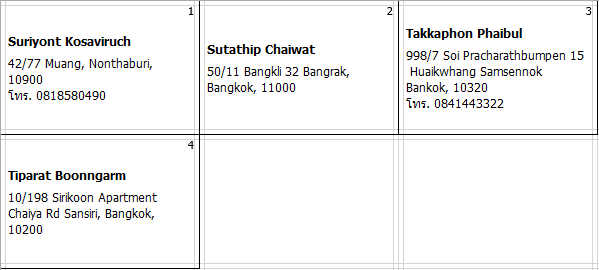 1
Suriyont Kosaviruch
42/77 Muang, Nonthaburi,
10900
โทร. 0818580490
2
Sutathip Chaiwat
50/11 Bangkli 32 Bangrak,
Bangkok, 11000
3
Takkaphon Phaibul
998/7 Soi Pracharathbumpen 15
Huaikwhang Samsennok
Bankok, 10320
โทร. 0841443322
4
Tiparat Boonngarm
10/198 Sirikoon Apartment
Chaiya Rd Sansiri, Bangkok,
10200